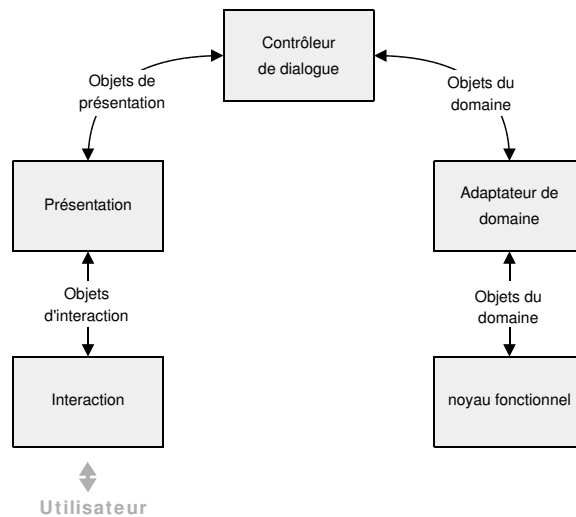 Contrôleur
de dialogue
Objets de
présentation
Objets du
domaine
Présentation
Adaptateur de
domaine
Objets
d'interaction
Objets du
domaine
Interaction
noyau fonctionnel
Utilisateur